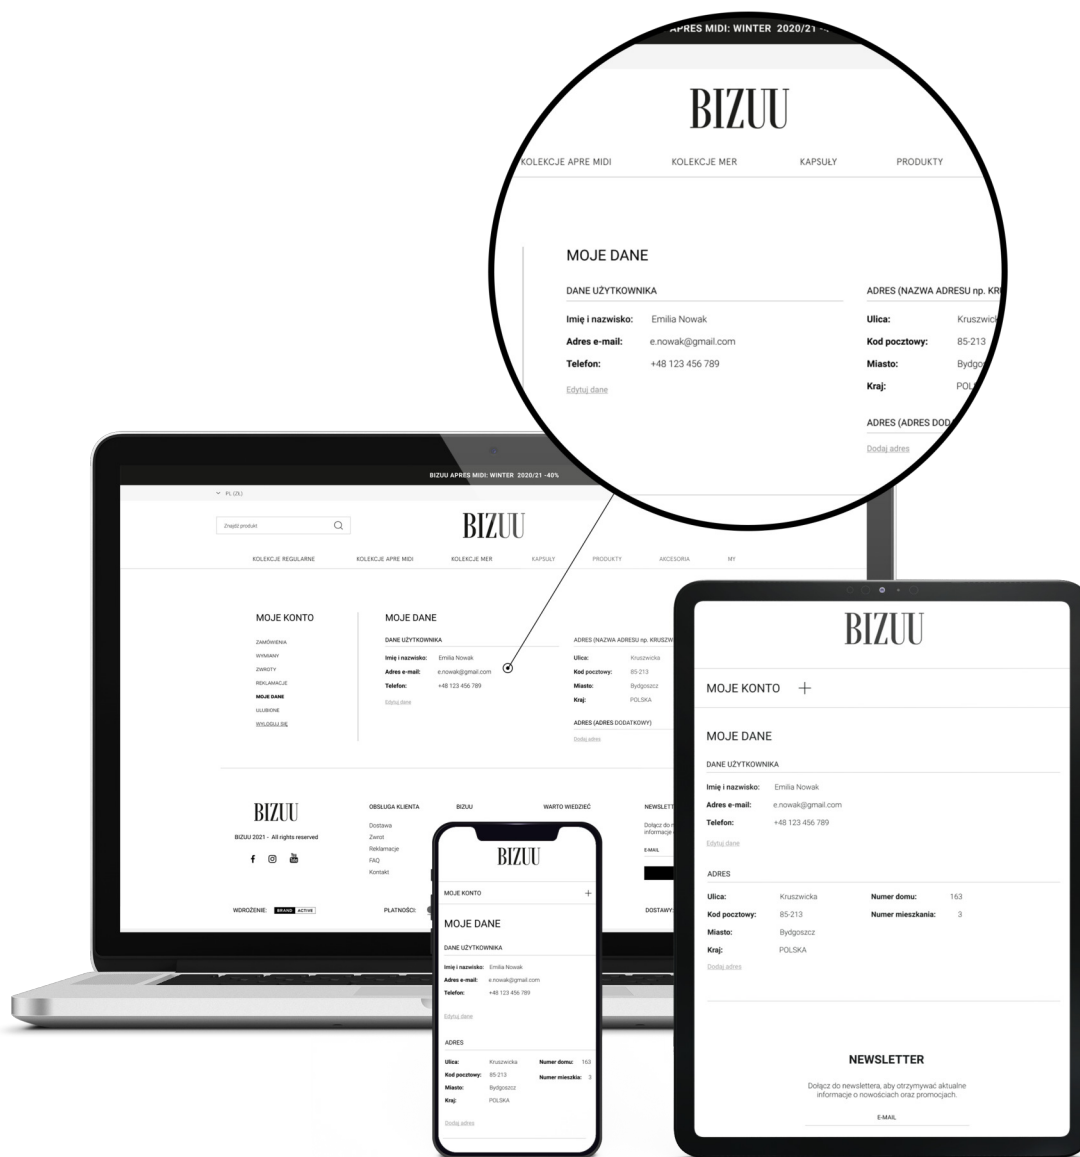 APRES MIDI: WINTER 2020/21
BIZUU
KOLEKCJE APRE MIDI KOLEKCJE MER KAPSUŁY PRODUKTY
MOJE DANE
DANE UŻYTKOWNIKA
Imię i nazwisko: Emilia Nowak
Adres e-mail: e.nowak@gmail.com
Telefon: +48 123 456 789
Edytuj dane
ADRES (NAZWA ADRESU np. KRU
Ulica: Kruszwick
Kod pocztowy: 85-213
Miasto: Bydgo
Kraj: POL
ADRES (ADRES DOD
Dodaj adres
BIZUU APRES MIDI: WINTER 2020/21 -40%
PL (ZŁ)
Znajdź produkt
BIZUU
KOLEKCJE REGULARNE KOLEKCJE APRE MIDI KOLEKCJE MER KAPSUŁY PRODUKTY AKCESORIA MY
MOJE KONTO
ZAMÓWIENIA
WYMIANY
ZWROTY
REKLAMACJE
MOJE DANE
ULUBIONE
WYLOGUJ SIĘ
MOJE DANE
DANE UŻYTKOWNIKA
Imię i nazwisko: Emilia Nowak
Adres e-mail: e.nowak@gmail.com
Telefon: +48 123 456 789
Edytuj dane
ADRES (NAZWA ADRESU np. KRUSZW
Ulica: Kruszwicka
Kod pocztowy: 85-213
Miasto: Bydgoszcz
Kraj: POLSKA
ADRES (ADRES DODATKOWY)
Dodaj adres
BIZUU
BIZUU 2021 - All rights reserved
OBSŁUGA KLIENTA
Dostawa
Zwrot
Reklamacje
FAQ
Kontakt
BIZUU
WARTO WIEDZIEĆ
NEWSLETT
Dołącz do n
informacje
E-MAIL
WDROŻENIE: BRAND ACTIVE
PŁATNOŚCI:
DOSTAWY:
BIZUU
MOJE KONTO +
MOJE DANE
DANE UŻYTKOWNIKA
Imię i nazwisko: Emilia Nowak
Adres e-mail: e.nowak@gmail.com
Telefon: +48 123 456 789
Edytuj dane
ADRES
Ulica: Kruszwicka Numer domu: 163
Kod pocztowy: 85-213 Numer mieszkia: 3
Miasto: Bydgoszcz
Kraj: POLSKA
Dodaj adres
BIZUU
MOJE KONTO +
MOJE DANE
DANE UŻYTKOWNIKA
Imię i nazwisko: Emilia Nowak
Adres e-mail: e.nowak@gmail.com
Telefon: +48 123 456 789
Edytuj dane
ADRES
Ulica: Kruszwicka Numer domu: 163
Kod pocztowy: 85-213 Numer mieszkania: 3
Miasto: Bydgoszcz
Kraj: POLSKA
Dodaj adres
NEWSLETTER
Dołącz do newslettera, aby otrzymywać aktualne
informacje o nowościach oraz promocjach.
E-MAIL